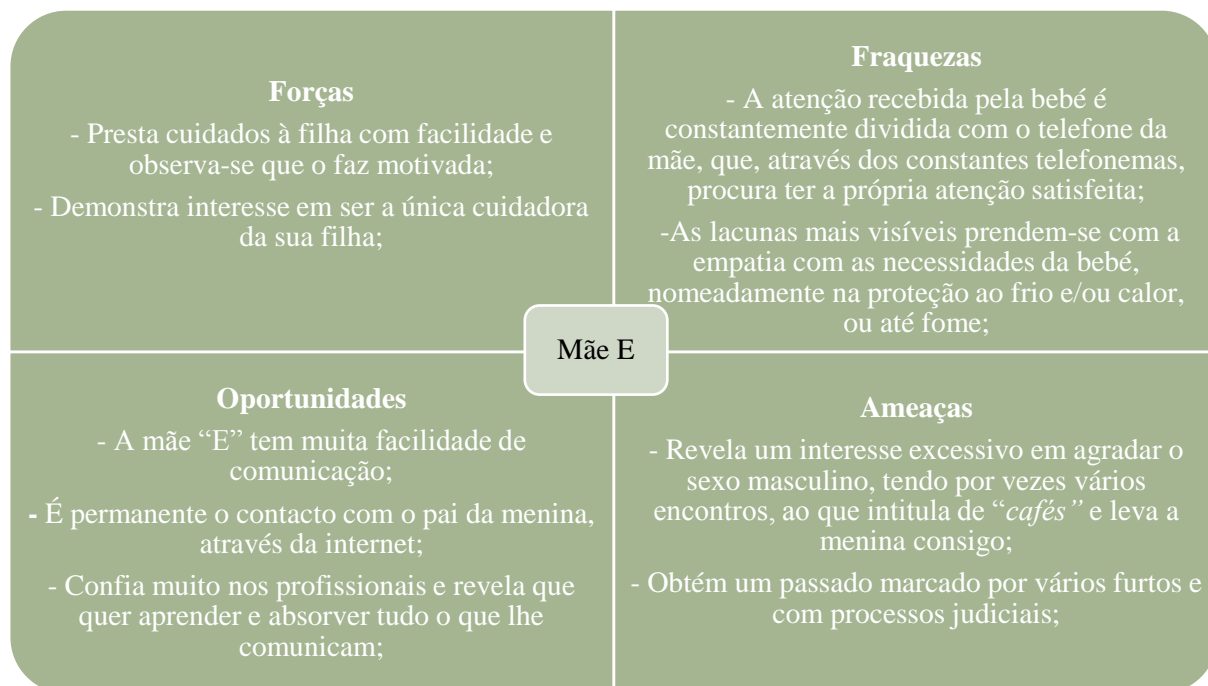 Forças
- Presta cuidados à filha com facilidade e
observa-se que o faz motivada;
- Demonstra interesse em ser a única cuidadora
da sua filha;
Fraquezas
- A atenção recebida pela bebé é
constantemente dividida com o telefone da
mãe, que, através dos constantes telefonemas,
procura ter a própria atenção satisfeita;
-As lacunas mais visíveis prendem-se com a
empatia com as necessidades da bebé,
nomeadamente na proteção ao frio e/ou calor,
ou até fome;
Mãe E
Oportunidades
- A mãe “E” tem muita facilidade de
comunicação;
- É permanente o contacto com o pai da menina,
através da internet;
- Confia muito nos profissionais e revela que
quer aprender e absorver tudo o que lhe
comunicam;
Ameaças
- Revela um interesse excessivo em agradar o
sexo masculino, tendo por vezes vários
encontros, ao que intitula de “cafés” e leva a
menina consigo;
- Obtém um passado marcado por vários furtos e
com processos judiciais;